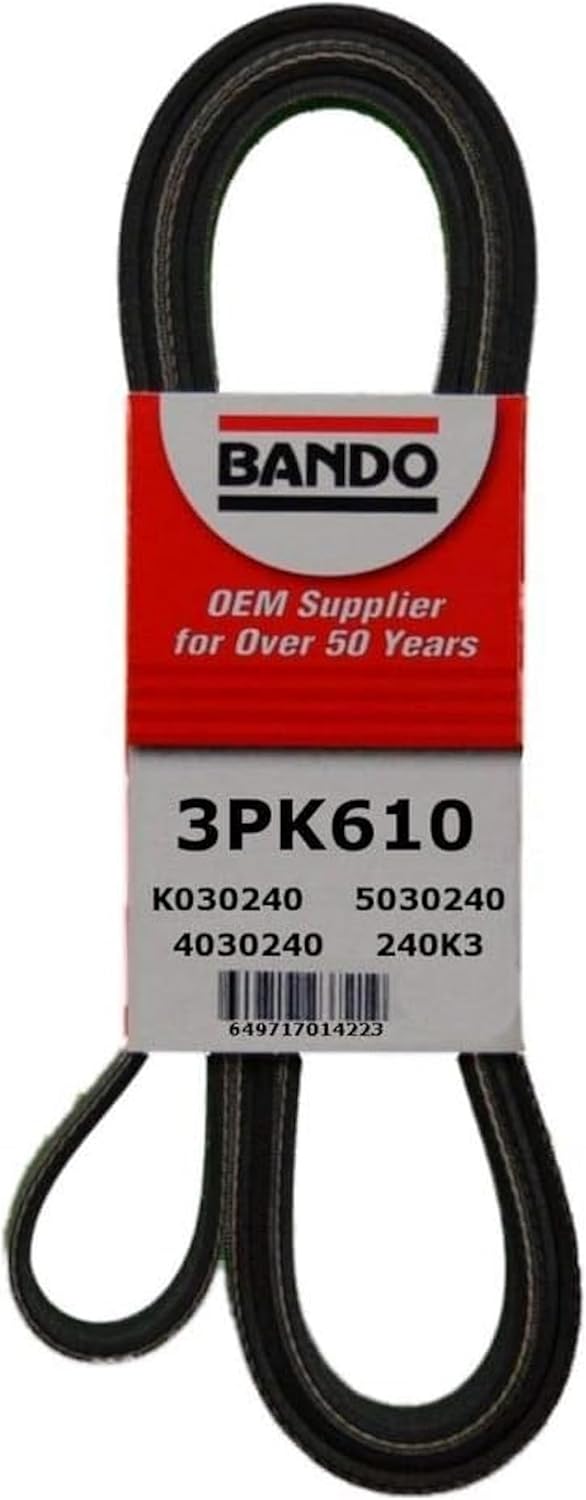 BANDO
OEM Supplier
for Over 50 Years
3PK610
K030240 5030240
4030240 240K3
649717014223